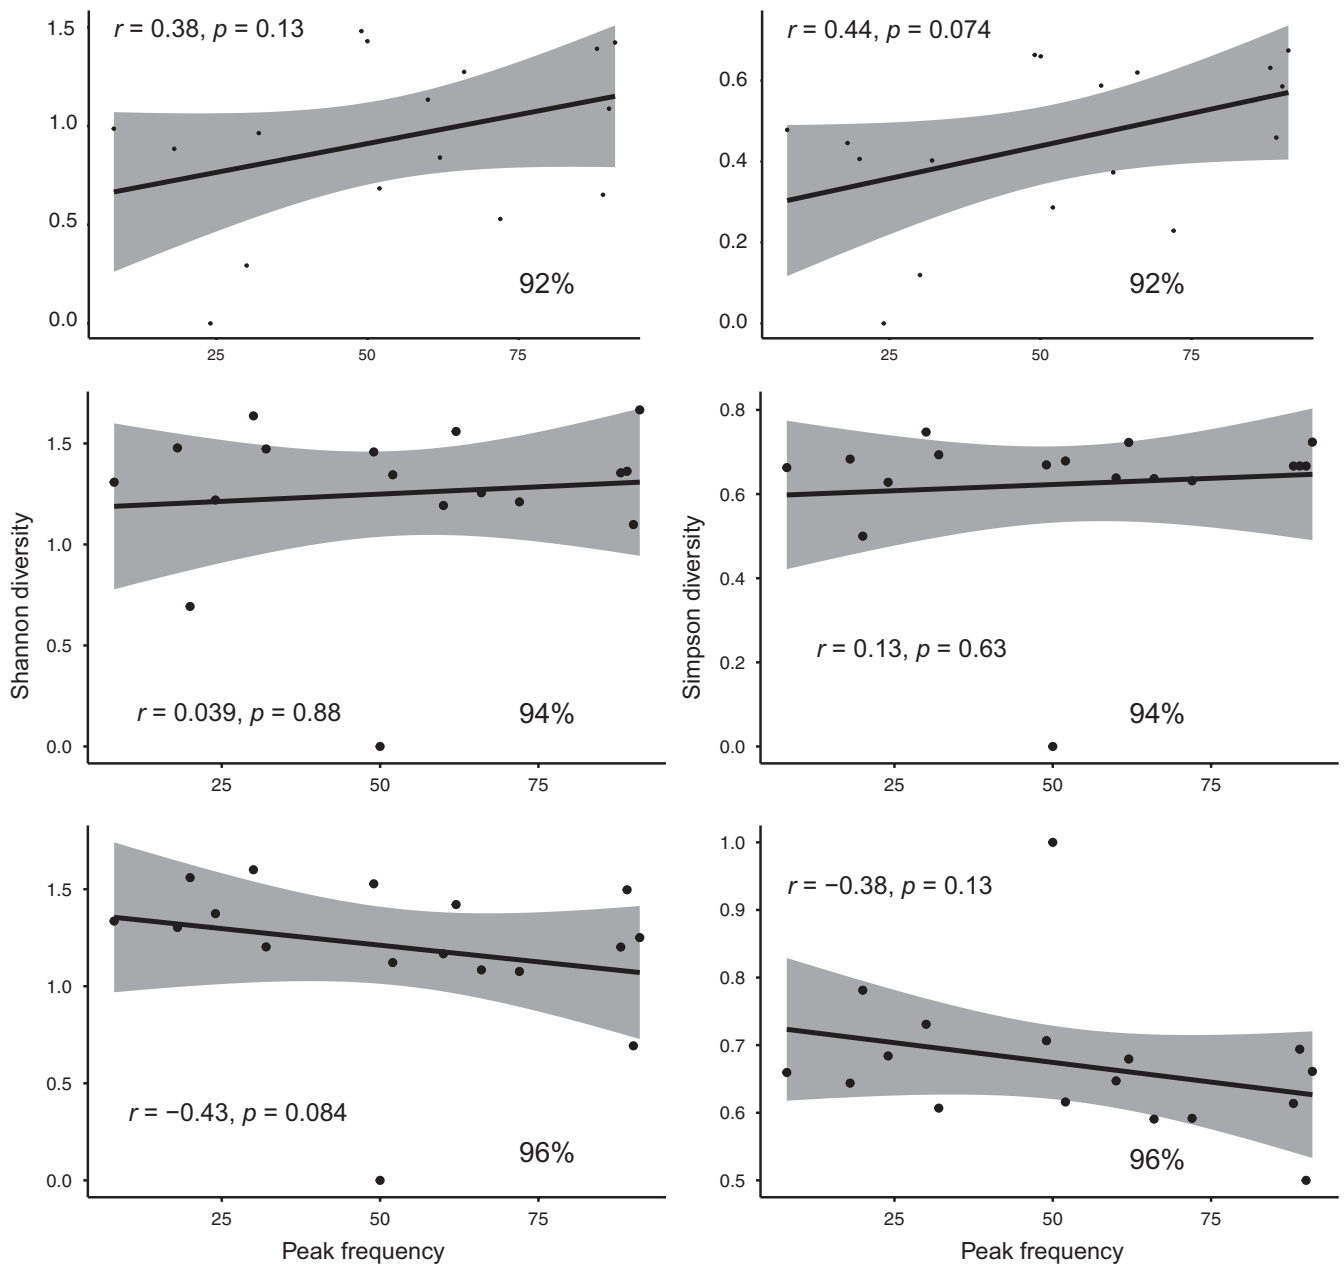 1.5
r = 0.38, p = 0.13
1.0
0.5
0.0
92%
25 50 75
r = 0.44, p = 0.074
0.6
0.4
0.2
0.0
92%
25 50 75
Shannon diversity
1.5
1.0
0.5
0.0
r = 0.039, p = 0.88
94%
25 50 75
Simpson diversity
0.8
0.6
0.4
0.2
0.0
r = 0.13, p = 0.63
94%
25 50 75
1.5
1.0
0.5
0.0
r = −0.43, p = 0.084
96%
25 50 75
Peak frequency
1.0
0.9
0.8
0.7
0.6
0.5
r = −0.38, p = 0.13
96%
25 50 75
Peak frequency